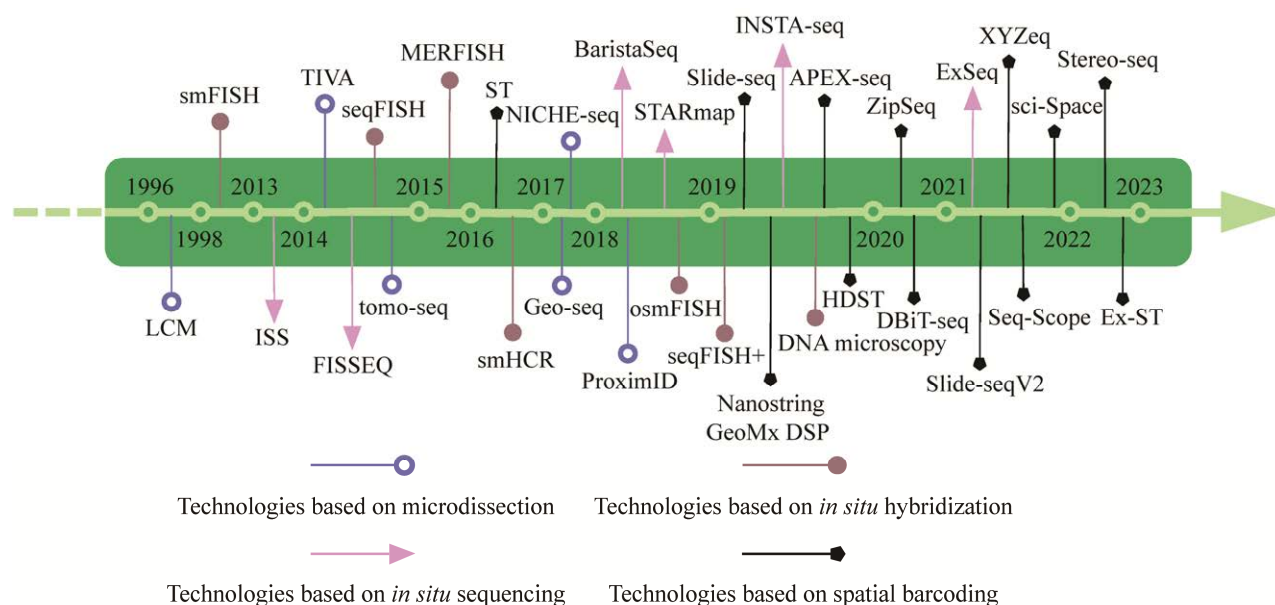 INSTA-seq
XYZeq
MERFISH
BaristaSeq
Stereo-seq
TIVA
Slide-seq
APEX-seq
ExSeq
smFISH
seqFISH
ST
NICHE-seq
STARmap
ZipSeq
sci-Space
1996
2013
2015
2017
2019
2021
2023
1998
2014
2016
2018
2020
2022
LCM
ISS
FISSEQ
tomo-seq
smHCR
Geo-seq
ProximID
osmFISH
seqFISH+
Nanostring
GeoMx DSP
DNA microscopy
HDST
DBiT-seq
Slide-seqV2
Seq-Scope
Ex-ST
Technologies based on microdissection
Technologies based on in situ hybridization
Technologies based on in situ sequencing
Technologies based on spatial barcoding